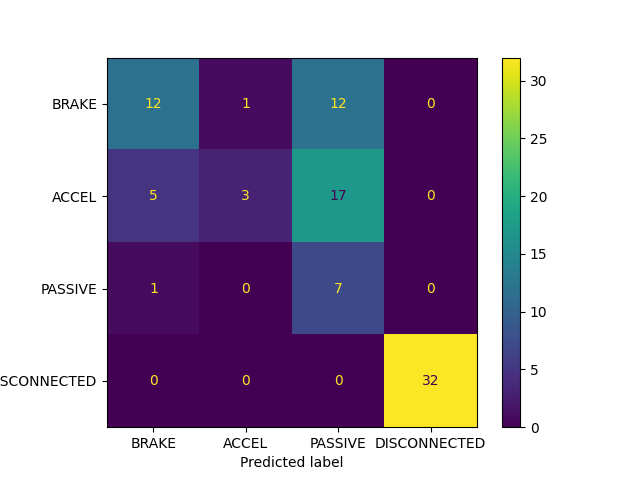 BRAKE 12 1 12 0
ACCEL 5 3 17 0
PASSIVE 1 0 7 0
SCONNECTED 0 0 0 32
BRAKE ACCEL PASSIVE DISCONNECTED
Predicted label
30
25
20
15
10
5
0